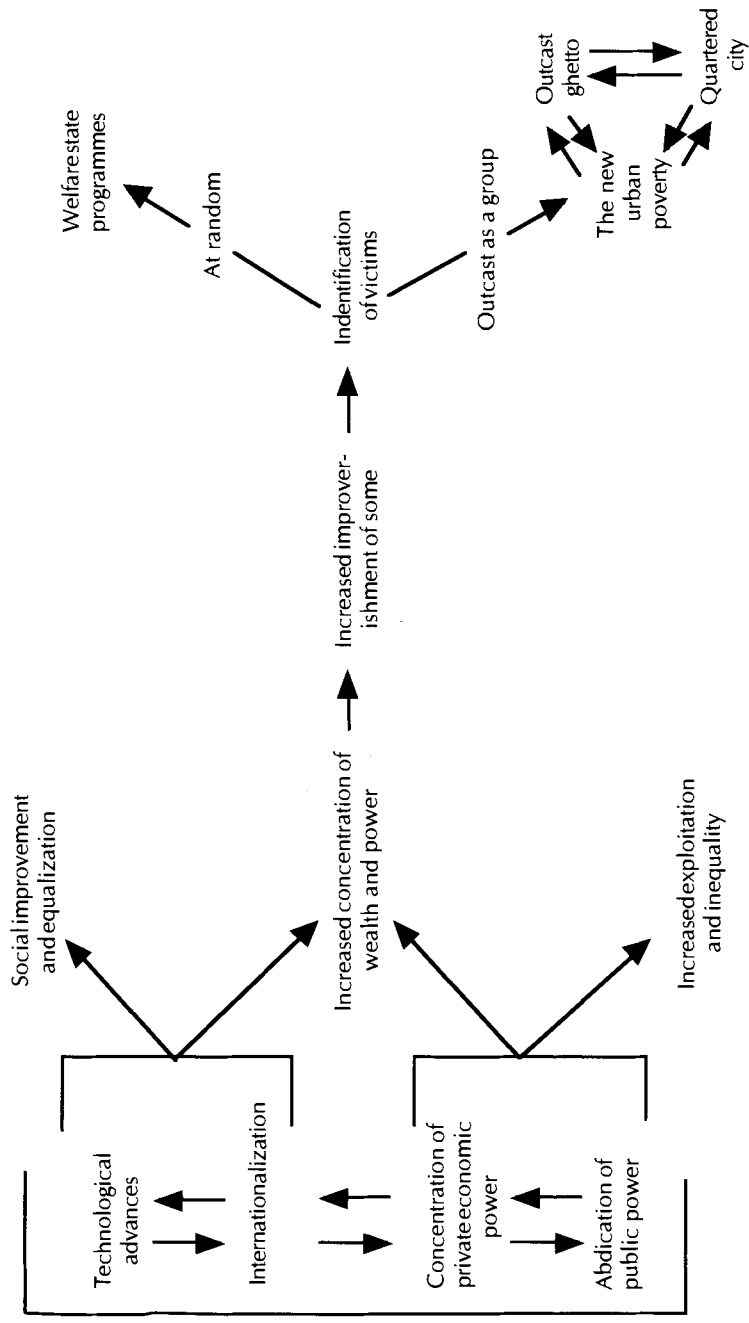 Technological
advances
Internationalization
Concentration of
private economic
power
Abdication of
public power
Social improvement
and equalization
Increased concentration of
wealth and power
Increased exploitation
and inequality
Increased improver-
ishment of some
Indentification
of victims
At random
Welfare state
programmes
Outcast as a group
The new
urban
poverty
Outcast
ghetto
Quartered
city